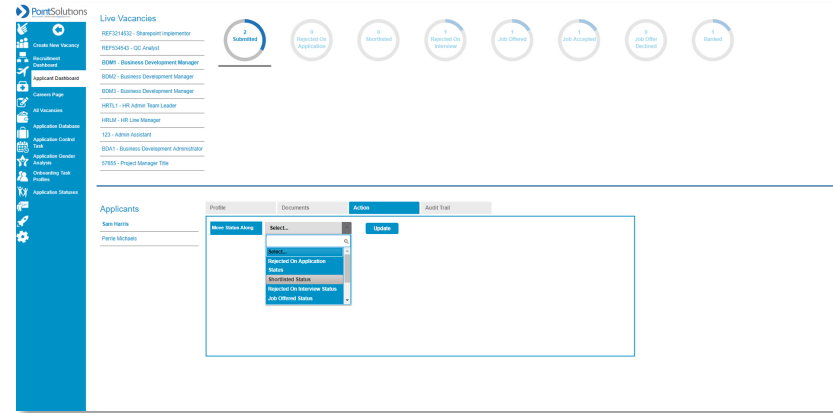 PointSolutions
Create New Vacancy
Recruitment
Dashboard
Applicant Dashboard
Careers Page
All Vacancies
Application Database
Application Control
Task
Application Gender
Analysis
Onboarding Task
Profiles
Application Statuses
Live Vacancies
REF3214532 - Sharepoint Implementor
REF534543 - QC Analyst
BDM1 - Business Development Manager
BDM2 - Business Development Manager
BDM3 - Business Development Manager
HRTL1 - HR Admin Team Leader
HRLM - HR Line Manager
123 - Admin Assistant
BDA1 - Business Development Administrator
57655 - Project Manager Title
2
Submitted
0
Rejected On
Application
0
Shortlisted
1
Rejected On
Interview
1
Job Offered
1
Job Accepted
0
Job Offer
Declined
1
Banked
Applicants
Sam Harris
Perrie Michaels
Profile
Documents
Action
Audit Trail
Move Status Along
Select...
Update
Select...
Rejected On Application
Status
Shortlisted Status
Rejected On Interview Status
Job Offered Status